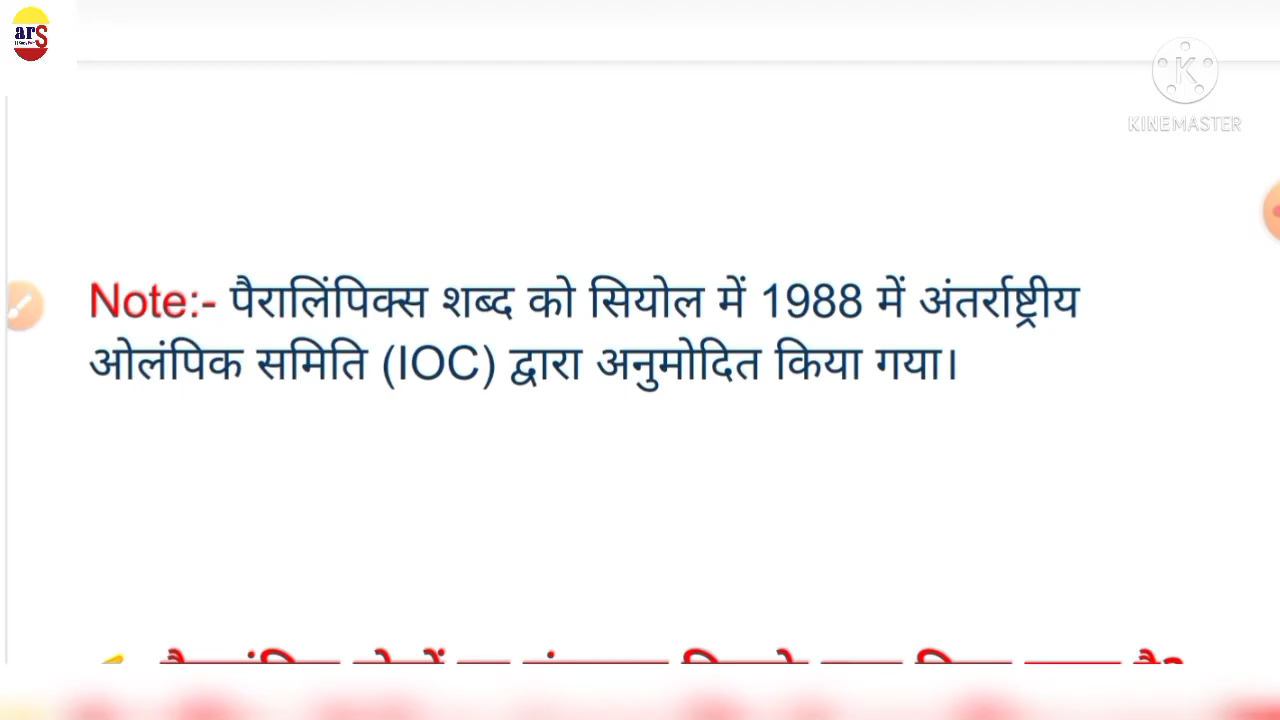 arS
KINEMASTER
Note:- पैरालिंपिक्स शब्द को सियोल में 1988 में अंतर्राष्ट्रीय
ओलंपिक समिति (IOC) द्वारा अनुमोदित किया गया।